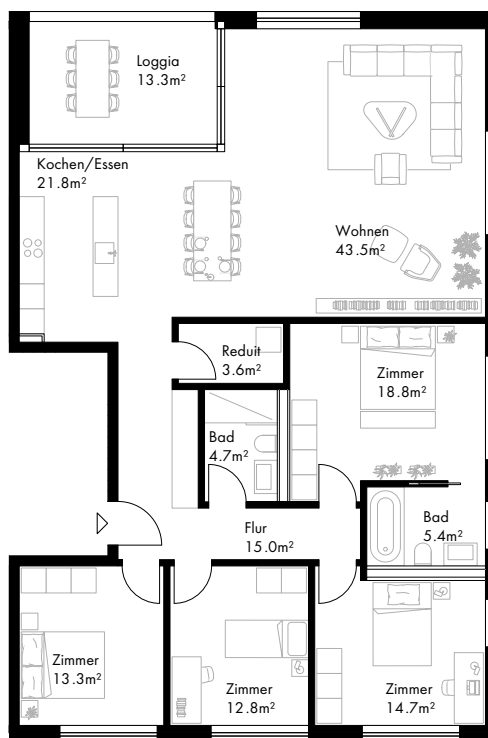 Loggia
13.3m²
Kochen/Essen
21.8m²
Wohnen
43.5m²
Reduit
3.6m²
Zimmer
18.8m²
Bad
4.7m²
Bad
5.4m²
Flur
15.0m²
Zimmer
13.3m²
Zimmer
12.8m²
Zimmer
14.7m²